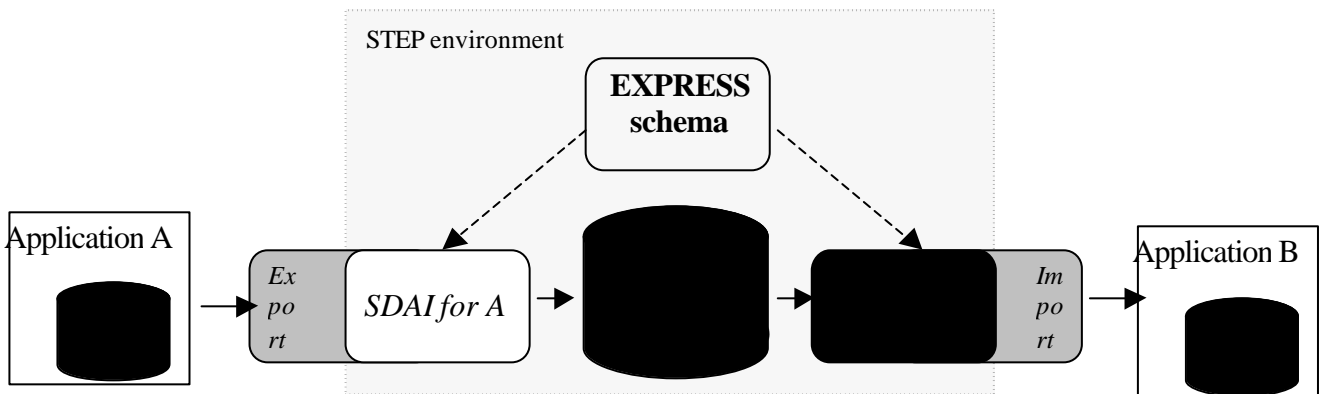 STEP environment
EXPRESS
schema
Application A
Ex
po
rt
SDAI for A
Im
po
rt
Application B